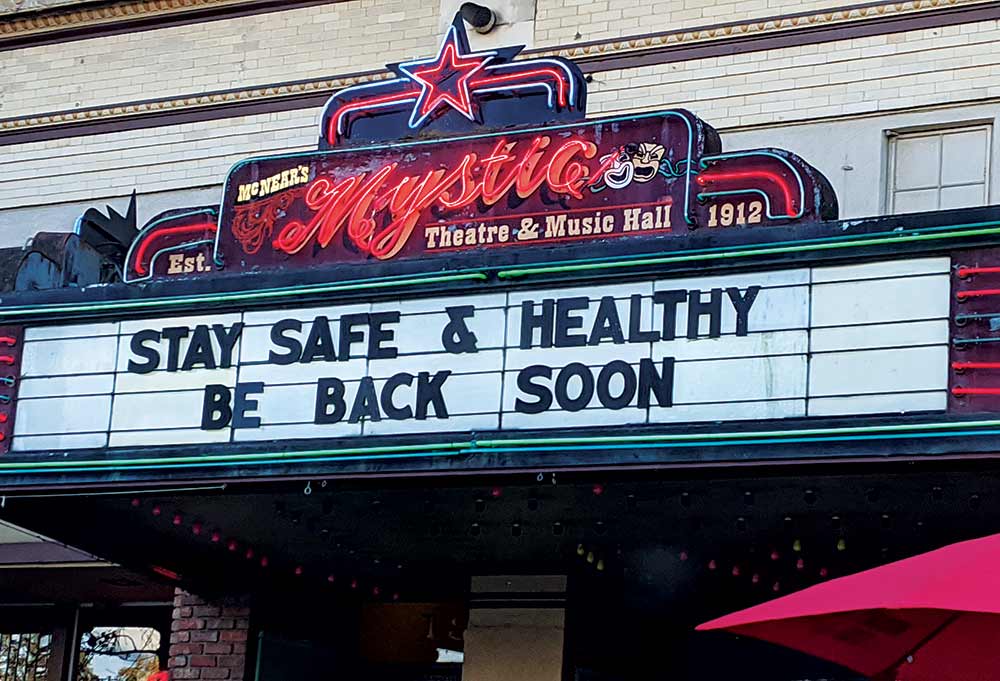 McNEAR'S
Mystic
Theatre & Music Hall
Est. 1912
STAY SAFE & HEALTHY
BE BACK SOON